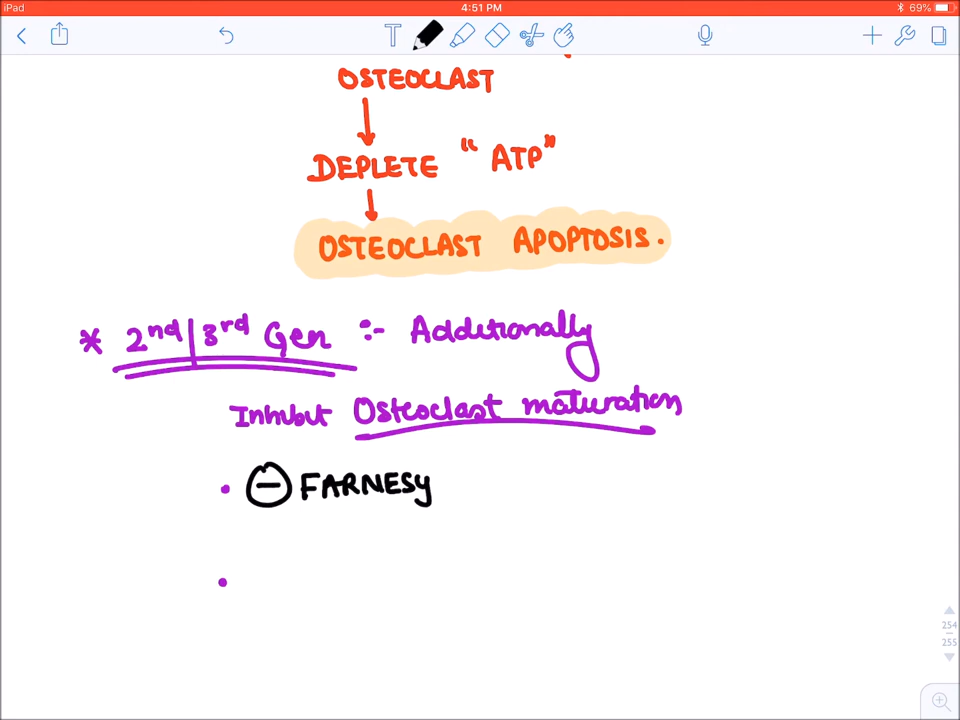 iPad 4:51 PM 69%
T
OSTEOCLAST
DEPLETE "ATP"
OSTEOCLAST APOPTOSIS.
* 2nd/3rd Gen :- Additionally
Inhibit Osteoclast maturation
• ⊖ FARNESY
•
254
255